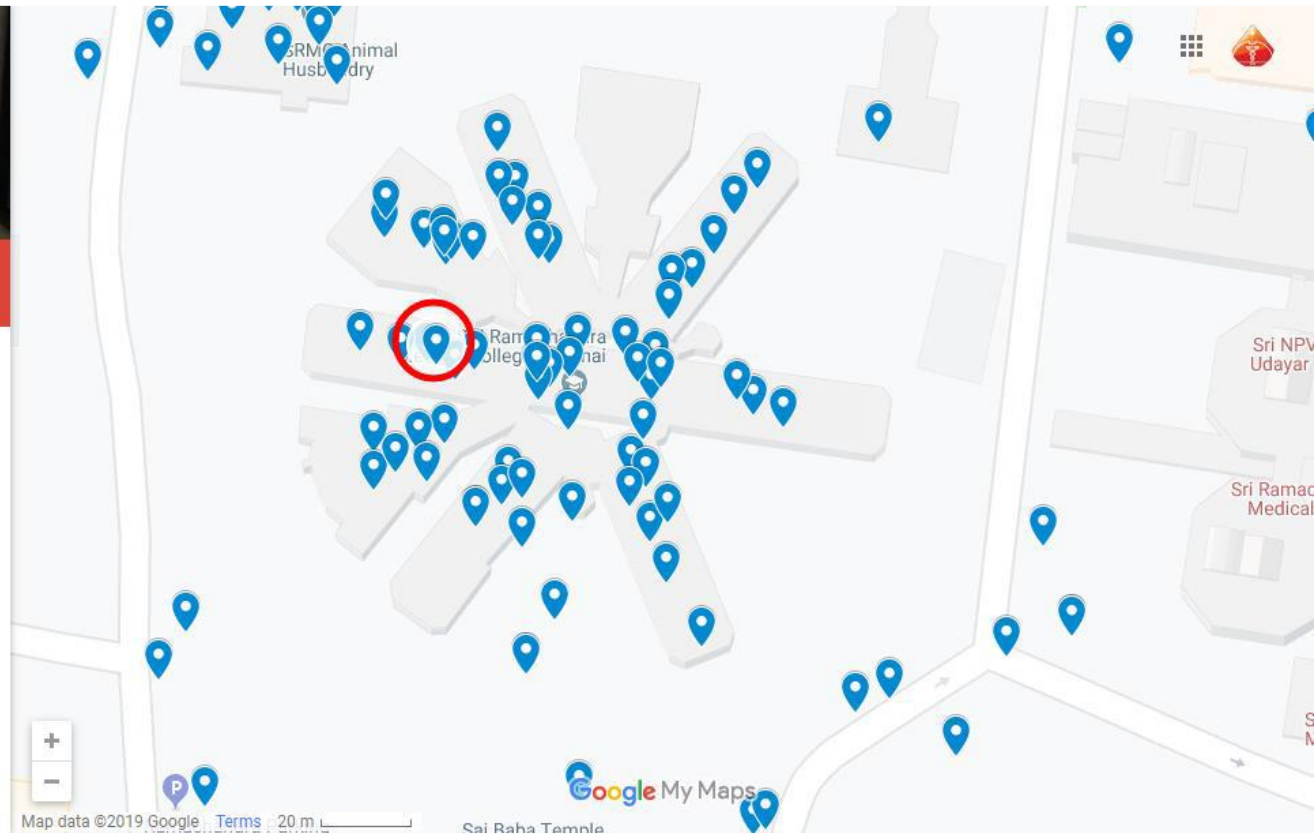 SRMC Animal
Husbandry
Sri NPV
Udayar
Sri Ramac
Medical
P
Google My Maps
Map data ©2019 Google Terms 20 m
Sai Baba Temple